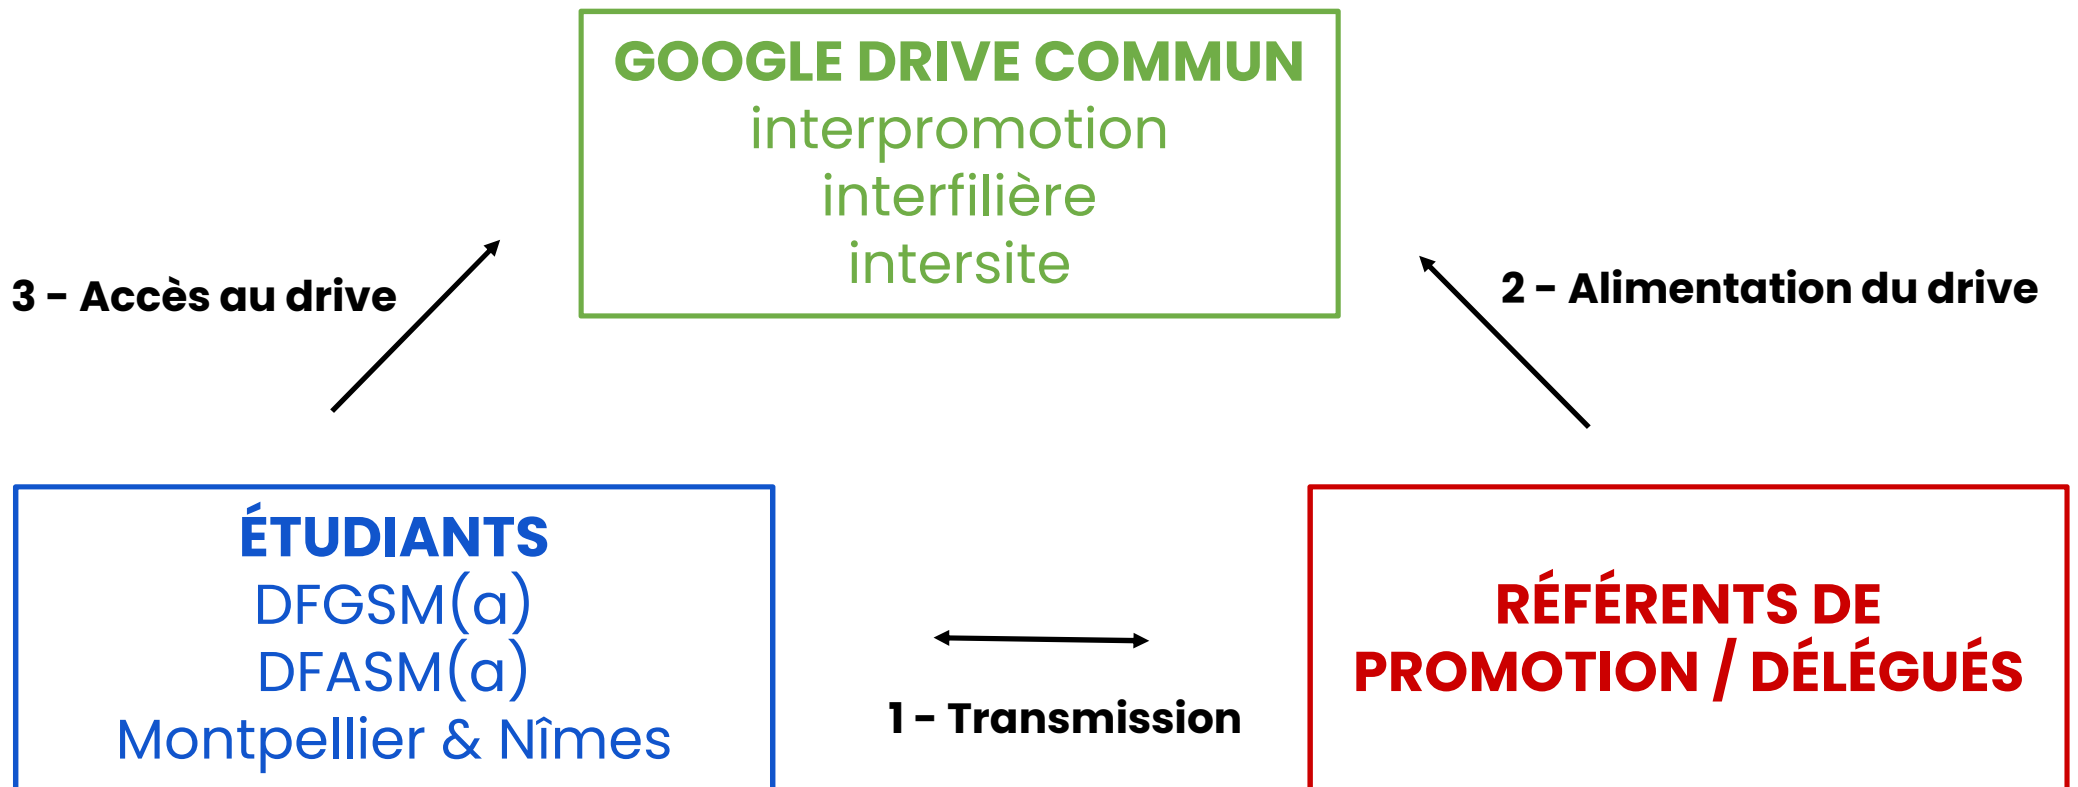 GOOGLE DRIVE COMMUN
interpromotion
interfilière
intersite
3 - Accès au drive
2 - Alimentation du drive
ÉTUDIANTS
DFGSM(a)
DFASM(a)
Montpellier & Nîmes
1 - Transmission
RÉFÉRENTS DE
PROMOTION / DÉLÉGUÉS